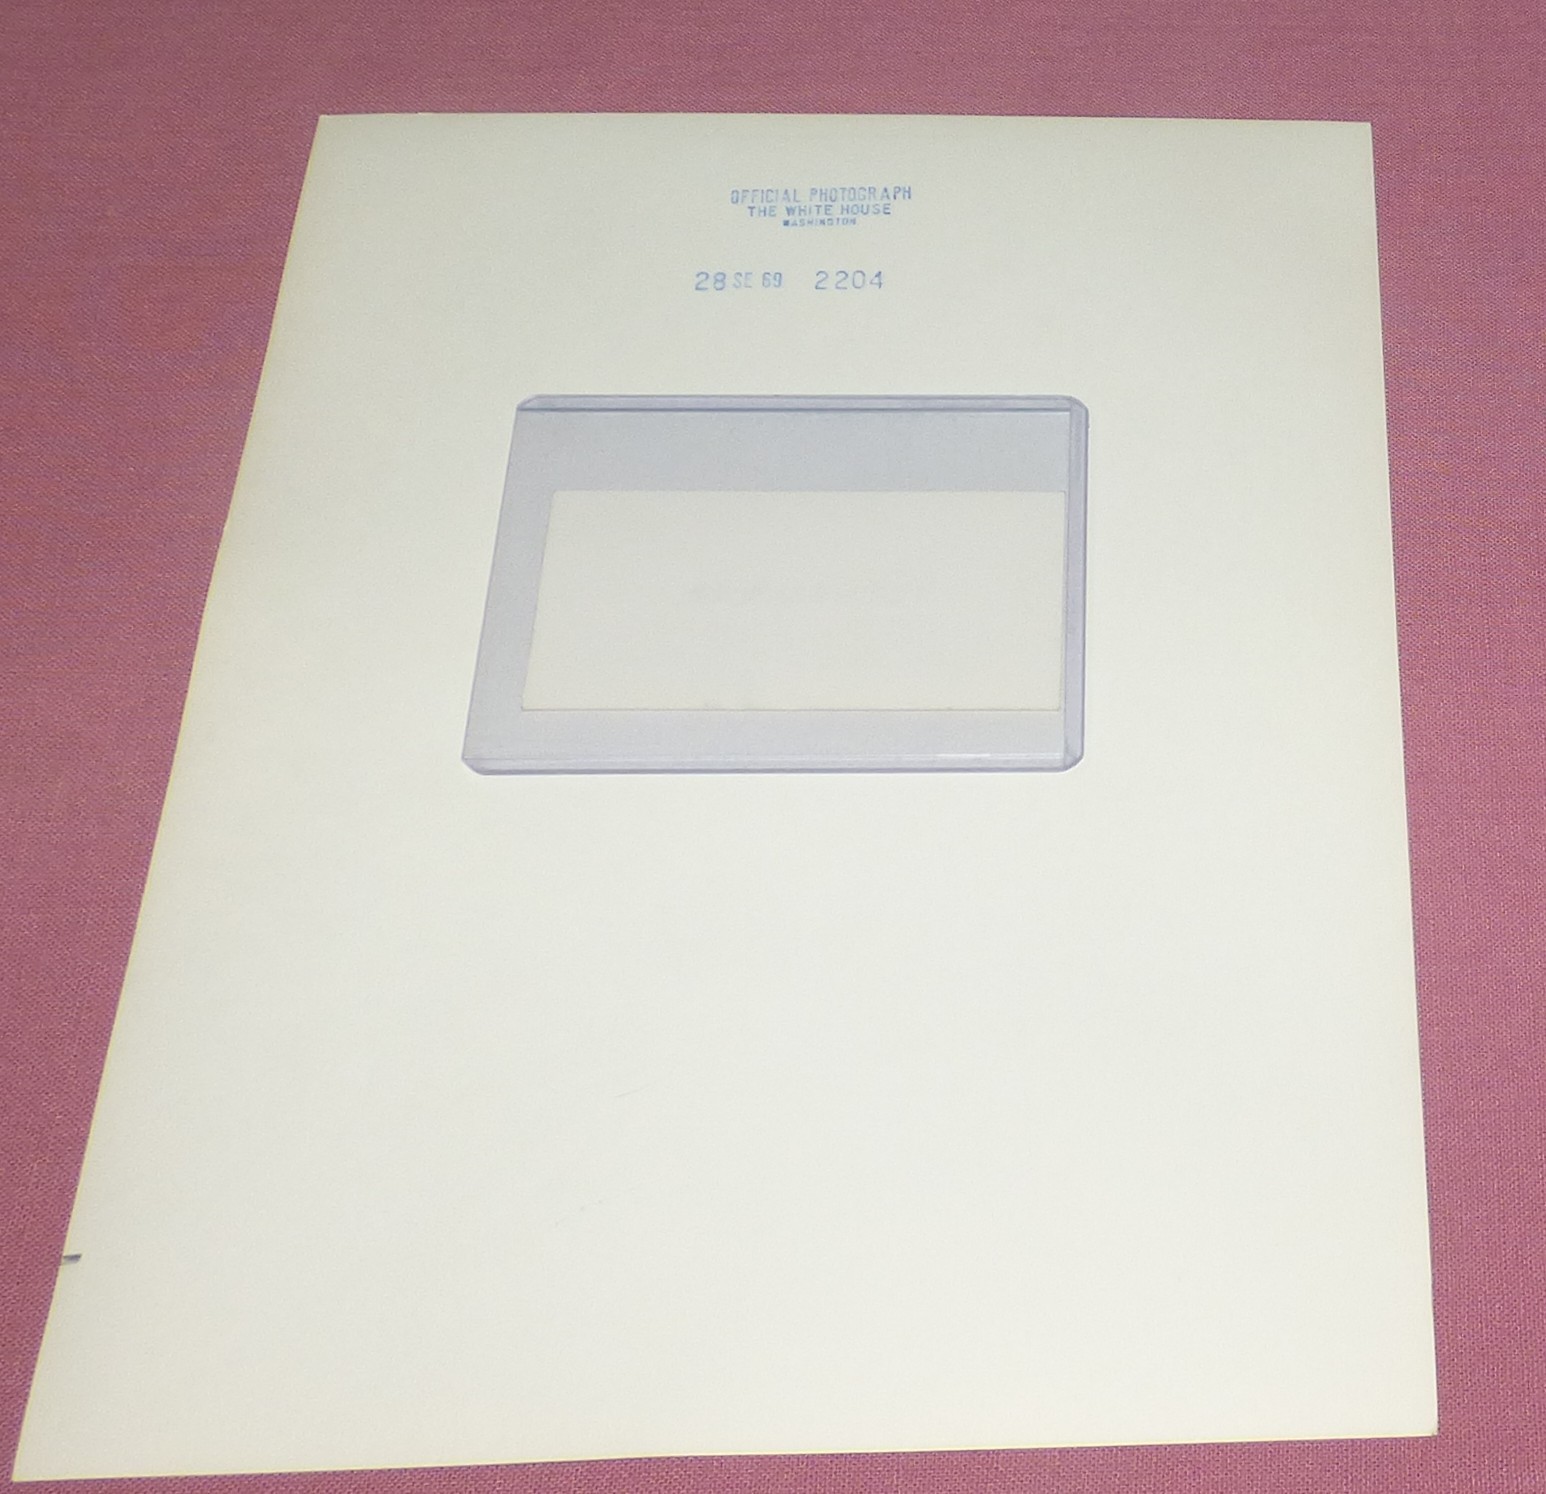 OFFICIAL PHOTOGRAPH
THE WHITE HOUSE
WASHINGTON
28 SE 69 2204